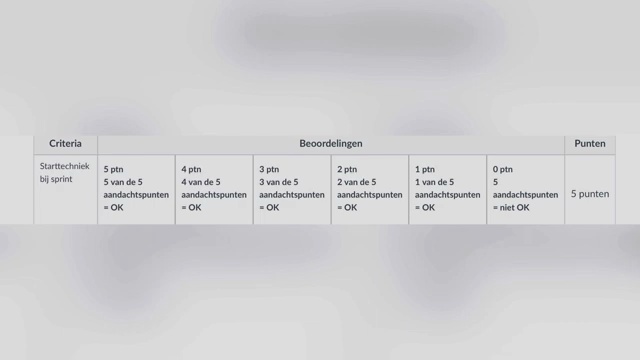 Criteria Beoordelingen Punten
Starttechniek
bij sprint
5 ptn
5 van de 5
aandachtspunten
= OK
4 ptn
4 van de 5
aandachtspunten
= OK
3 ptn
3 van de 5
aandachtspunten
= OK
2 ptn
2 van de 5
aandachtspunten
= OK
1 ptn
1 van de 5
aandachtspunten
= OK
0 ptn
5
aandachtspunten
= niet OK
5 punten